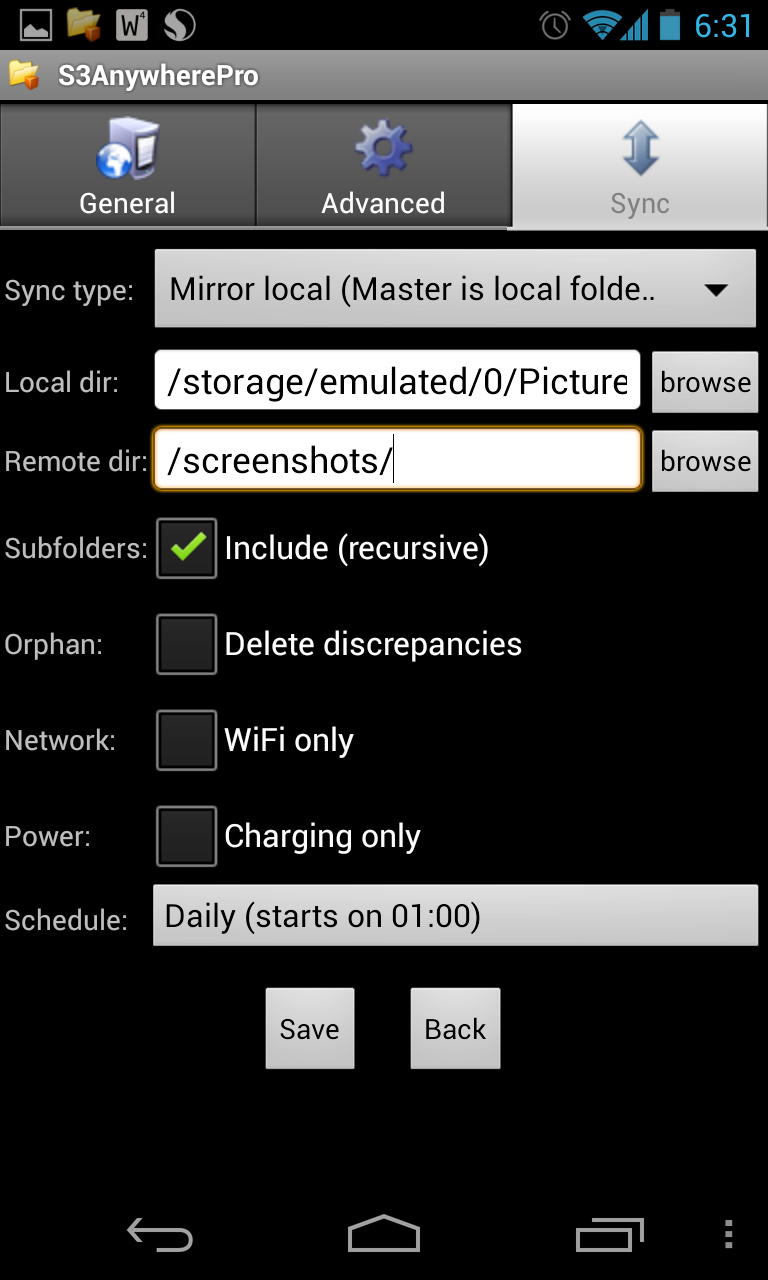 W4
6:31
S3AnywherePro
General
Advanced
Sync
Sync type: Mirror local (Master is local folde..
Local dir: /storage/emulated/0/Picture browse
Remote dir: /screenshots/ browse
Subfolders: Include (recursive)
Orphan: Delete discrepancies
Network: WiFi only
Power: Charging only
Schedule: Daily (starts on 01:00)
Save Back